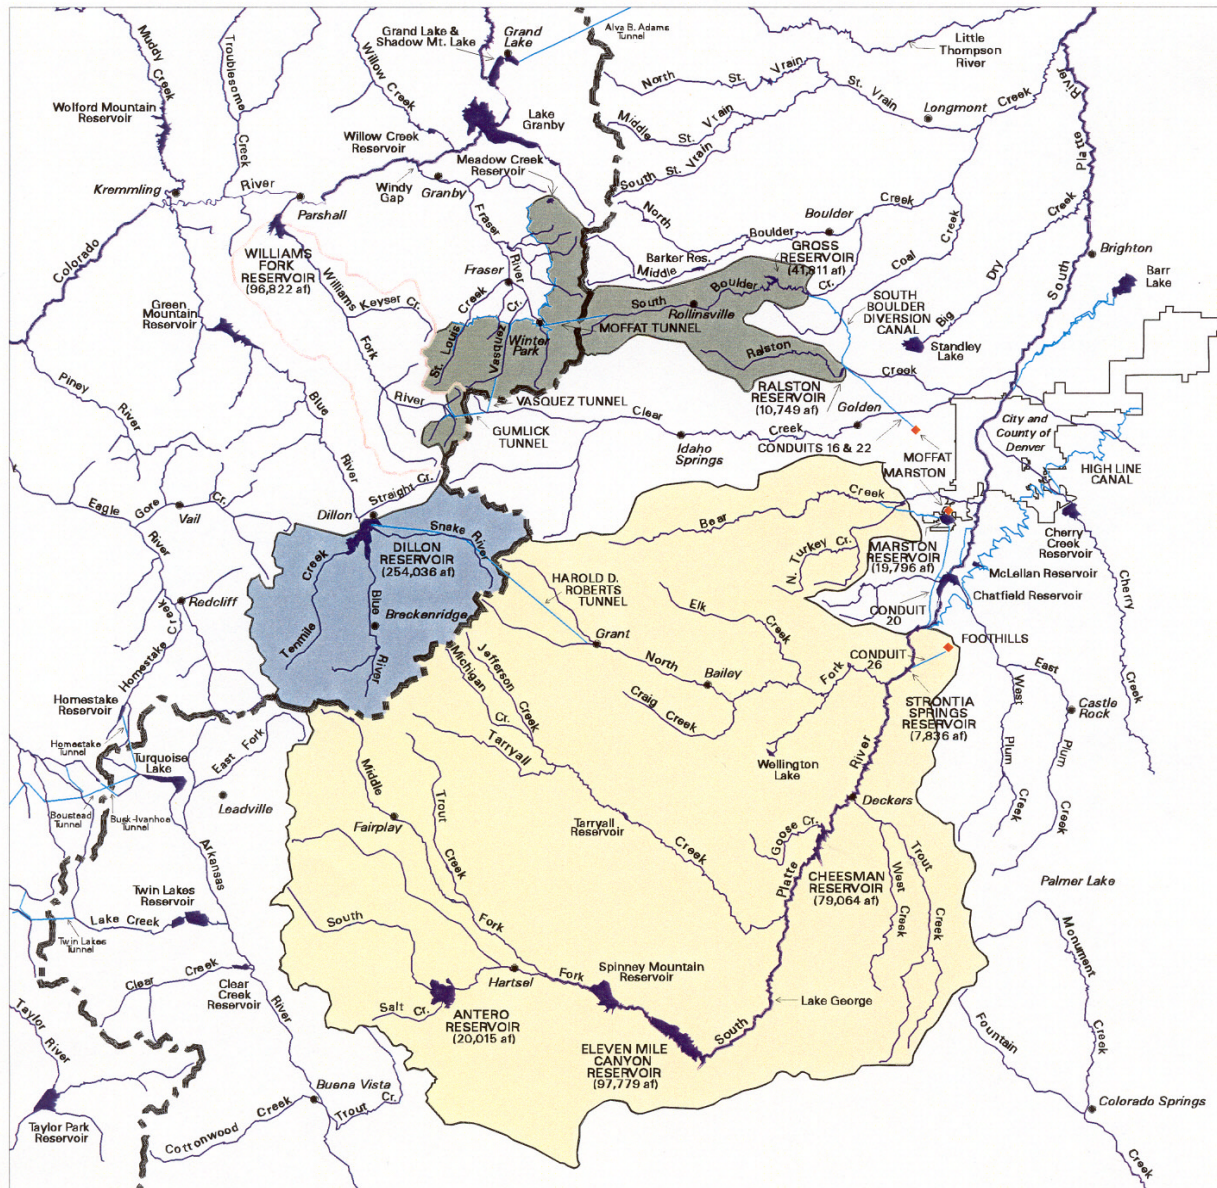 Muddy Creek
Troublesome
Creek
Willow Creek
Grand Lake &
Shadow Mt. Lake
Grand
Lake
Alva B. Adams
Tunnel
Little
Thompson
River
River
Platte
South
Wolford Mountain
Reservoir
North St. Vrain
St. Vrain
Creek
Longmont
Lake
Granby
Middle St. Vrain
South St. Vrain
Willow Creek
Reservoir
Meadow Creek
Reservoir
Windy
Gap
Granby
Kremmling
River
Parshall
Colorado
WILLIAMS
FORK
RESERVOIR
(96,822 af)
Fraser
River
Fraser
North
Boulder
Creek
Boulder
Barker Res.
Middle
GROSS
RESERVOIR
(41,811 af)
Cr.
Coal
Creek
Dry
Creek
Big
Brighton
Barr
Lake
Green
Mountain
Reservoir
Williams
Fork
River
Keyser Cr.
St. Louis
Creek
Vasquez
Cr.
Winter
Park
MOFFAT TUNNEL
South
Boulder
Rollinsville
SOUTH
BOULDER
DIVERSION
CANAL
Standley
Lake
Ralston
Creek
RALSTON
RESERVOIR
(10,749 af)
Piney
River
Blue
River
VASQUEZ TUNNEL
GUMLICK
TUNNEL
Clear
Creek
Idaho
Springs
Golden
CONDUITS 16 & 22
MOFFAT
MARSTON
City and
County of
Denver
HIGH LINE
CANAL
Eagle
River
Gore
Cr.
Vail
Straight Cr.
Dillon
DILLON
RESERVOIR
(254,036 af)
Snake
River
Tenmile
Creek
Blue
River
Breckenridge
HAROLD D.
ROBERTS
TUNNEL
Bear
Creek
N. Turkey Cr.
MARSTON
RESERVOIR
(19,796 af)
Cherry
Creek
Reservoir
McLellan Reservoir
Chatfield Reservoir
CONDUIT
20
Cherry
Creek
Redcliff
Homestake
Creek
Homestake
Reservoir
Homestake
Tunnel
Elk
Creek
Grant
North
Fork
Bailey
Craig
Creek
CONDUIT
26
FOOTHILLS
STRONTIA
SPRINGS
RESERVOIR
(7,836 af)
East
Plum
Creek
West
Plum
Creek
Castle
Rock
Michigan
Cr.
Jefferson
Creek
Tarryall
Creek
Wellington
Lake
River
Turquoise
Lake
East Fork
Boustead
Tunnel
Busk-Ivanhoe
Tunnel
Leadville
Arkansas
River
Middle
Fork
Fairplay
Trout
Creek
Tarryall
Reservoir
Deckers
Goose Cr.
Platte
CHEESMAN
RESERVOIR
(79,064 af)
West
Creek
Trout
Creek
Palmer Lake
Monument
Creek
Twin Lakes
Reservoir
Lake Creek
Twin Lakes
Tunnel
Clear
Creek
Clear
Creek
Reservoir
South
Fork
Hartsel
Salt
Cr.
ANTERO
RESERVOIR
(20,015 af)
Spinney Mountain
Reservoir
ELEVEN MILE
CANYON
RESERVOIR
(97,779 af)
South
Lake George
Fountain
Creek
Taylor
River
Taylor Park
Reservoir
Buena Vista
Trout
Cr.
Cottonwood
Creek
Colorado Springs